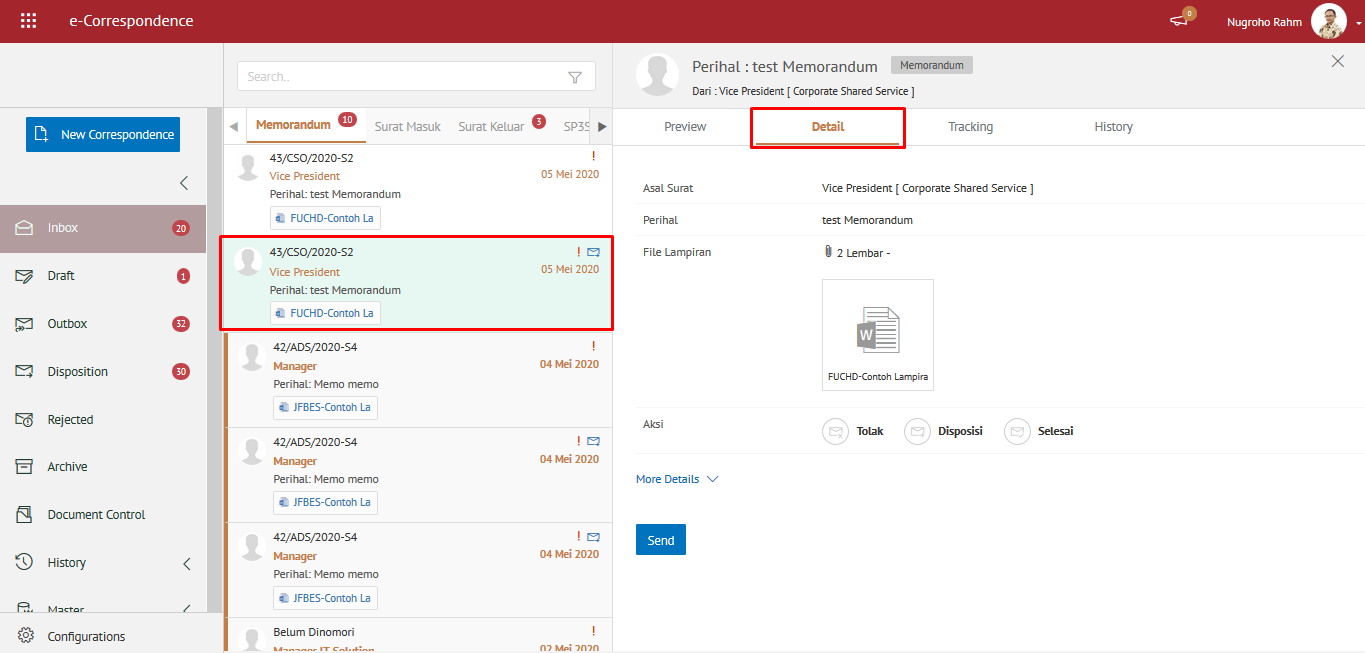 e-Correspondence
0
Nugroho Rahm
New Correspondence
Inbox 20
Draft 1
Outbox 32
Disposition 30
Rejected
Archive
Document Control
History
Master
Configurations
Search..
Memorandum 10 Surat Masuk Surat Keluar 3 SP3S
43/CSO/2020-S2 !
Vice President 05 Mei 2020
Perihal: test Memorandum
FUCHD-Contoh La
43/CSO/2020-S2 !
Vice President 05 Mei 2020
Perihal: test Memorandum
FUCHD-Contoh La
42/ADS/2020-S4 !
Manager 04 Mei 2020
Perihal: Memo memo
JFBES-Contoh La
42/ADS/2020-S4 !
Manager 04 Mei 2020
Perihal: Memo memo
JFBES-Contoh La
42/ADS/2020-S4 !
Manager 04 Mei 2020
Perihal: Memo memo
JFBES-Contoh La
Belum Dinomori !
Manager IT Solution 02 Mei 2020
Perihal : test Memorandum Memorandum
Dari : Vice President [ Corporate Shared Service ]
Preview Detail Tracking History
Asal Surat Vice President [ Corporate Shared Service ]
Perihal test Memorandum
File Lampiran 2 Lembar -
W
FUCHD-Contoh Lampira
Aksi Tolak Disposisi Selesai
More Details
Send